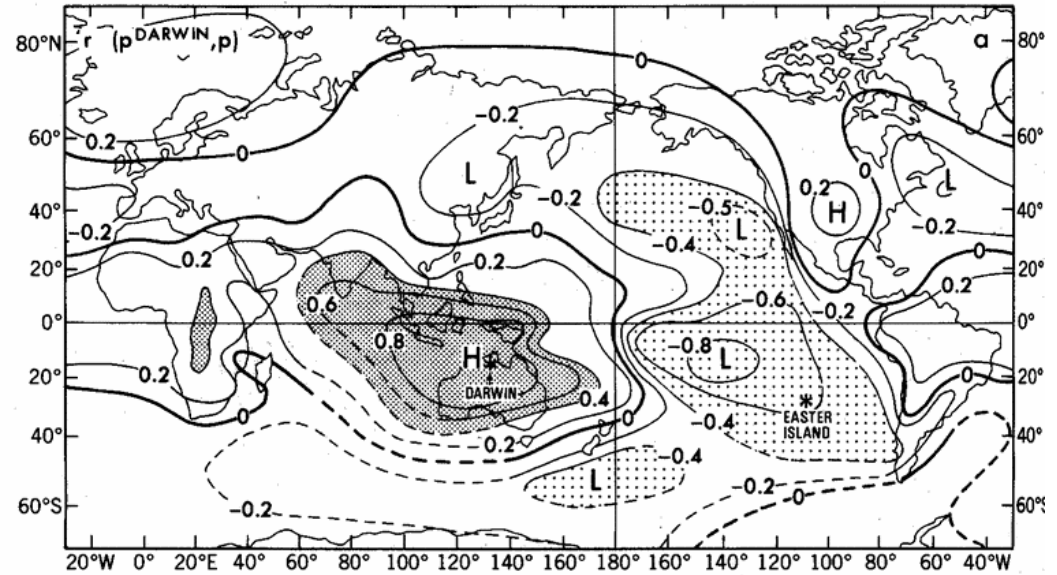 r (p DARWIN, p) a
80°N 80°
0
−0.2
0.2 60° 60°
0 0
L 0.2 L
H
40° −0.5 40°
L
−0.2 −0.2 −0.2
0 −0.4 0
20° 0.2 0.2 20°
−0.6 −0.2 0.2
0.6
0° 0.8 −0.8 0°
H L
20° 0.2 DARWIN 20°
0.4 EASTER
0 0 −0.4 ISLAND 0
40° 0.2 40°
−0.4
L −0.2
60°S −0.2 0 60°S
20°W 0° 20°E 40° 60° 80° 100° 120° 140° 160° 180° 160° 140° 120° 100° 80° 60° 40°W